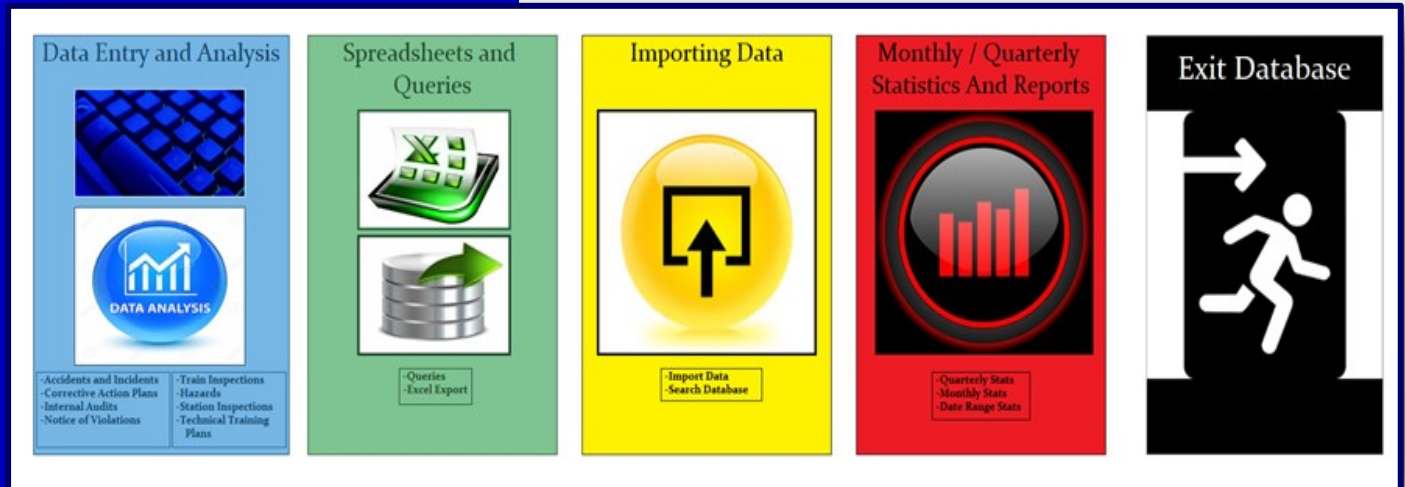 Data Entry and Analysis
DATA ANALYSIS
-Accidents and Incidents
-Corrective Action Plans
-Internal Audits
-Notice of Violations
-Train Inspections
-Hazards
-Station Inspections
-Technical Training
Plans
Spreadsheets and
Queries
X
-Queries
-Excel Export
Importing Data
-Import Data
-Search Database
Monthly / Quarterly
Statistics And Reports
-Quarterly Stats
-Monthly Stats
-Date Range Stats
Exit Database